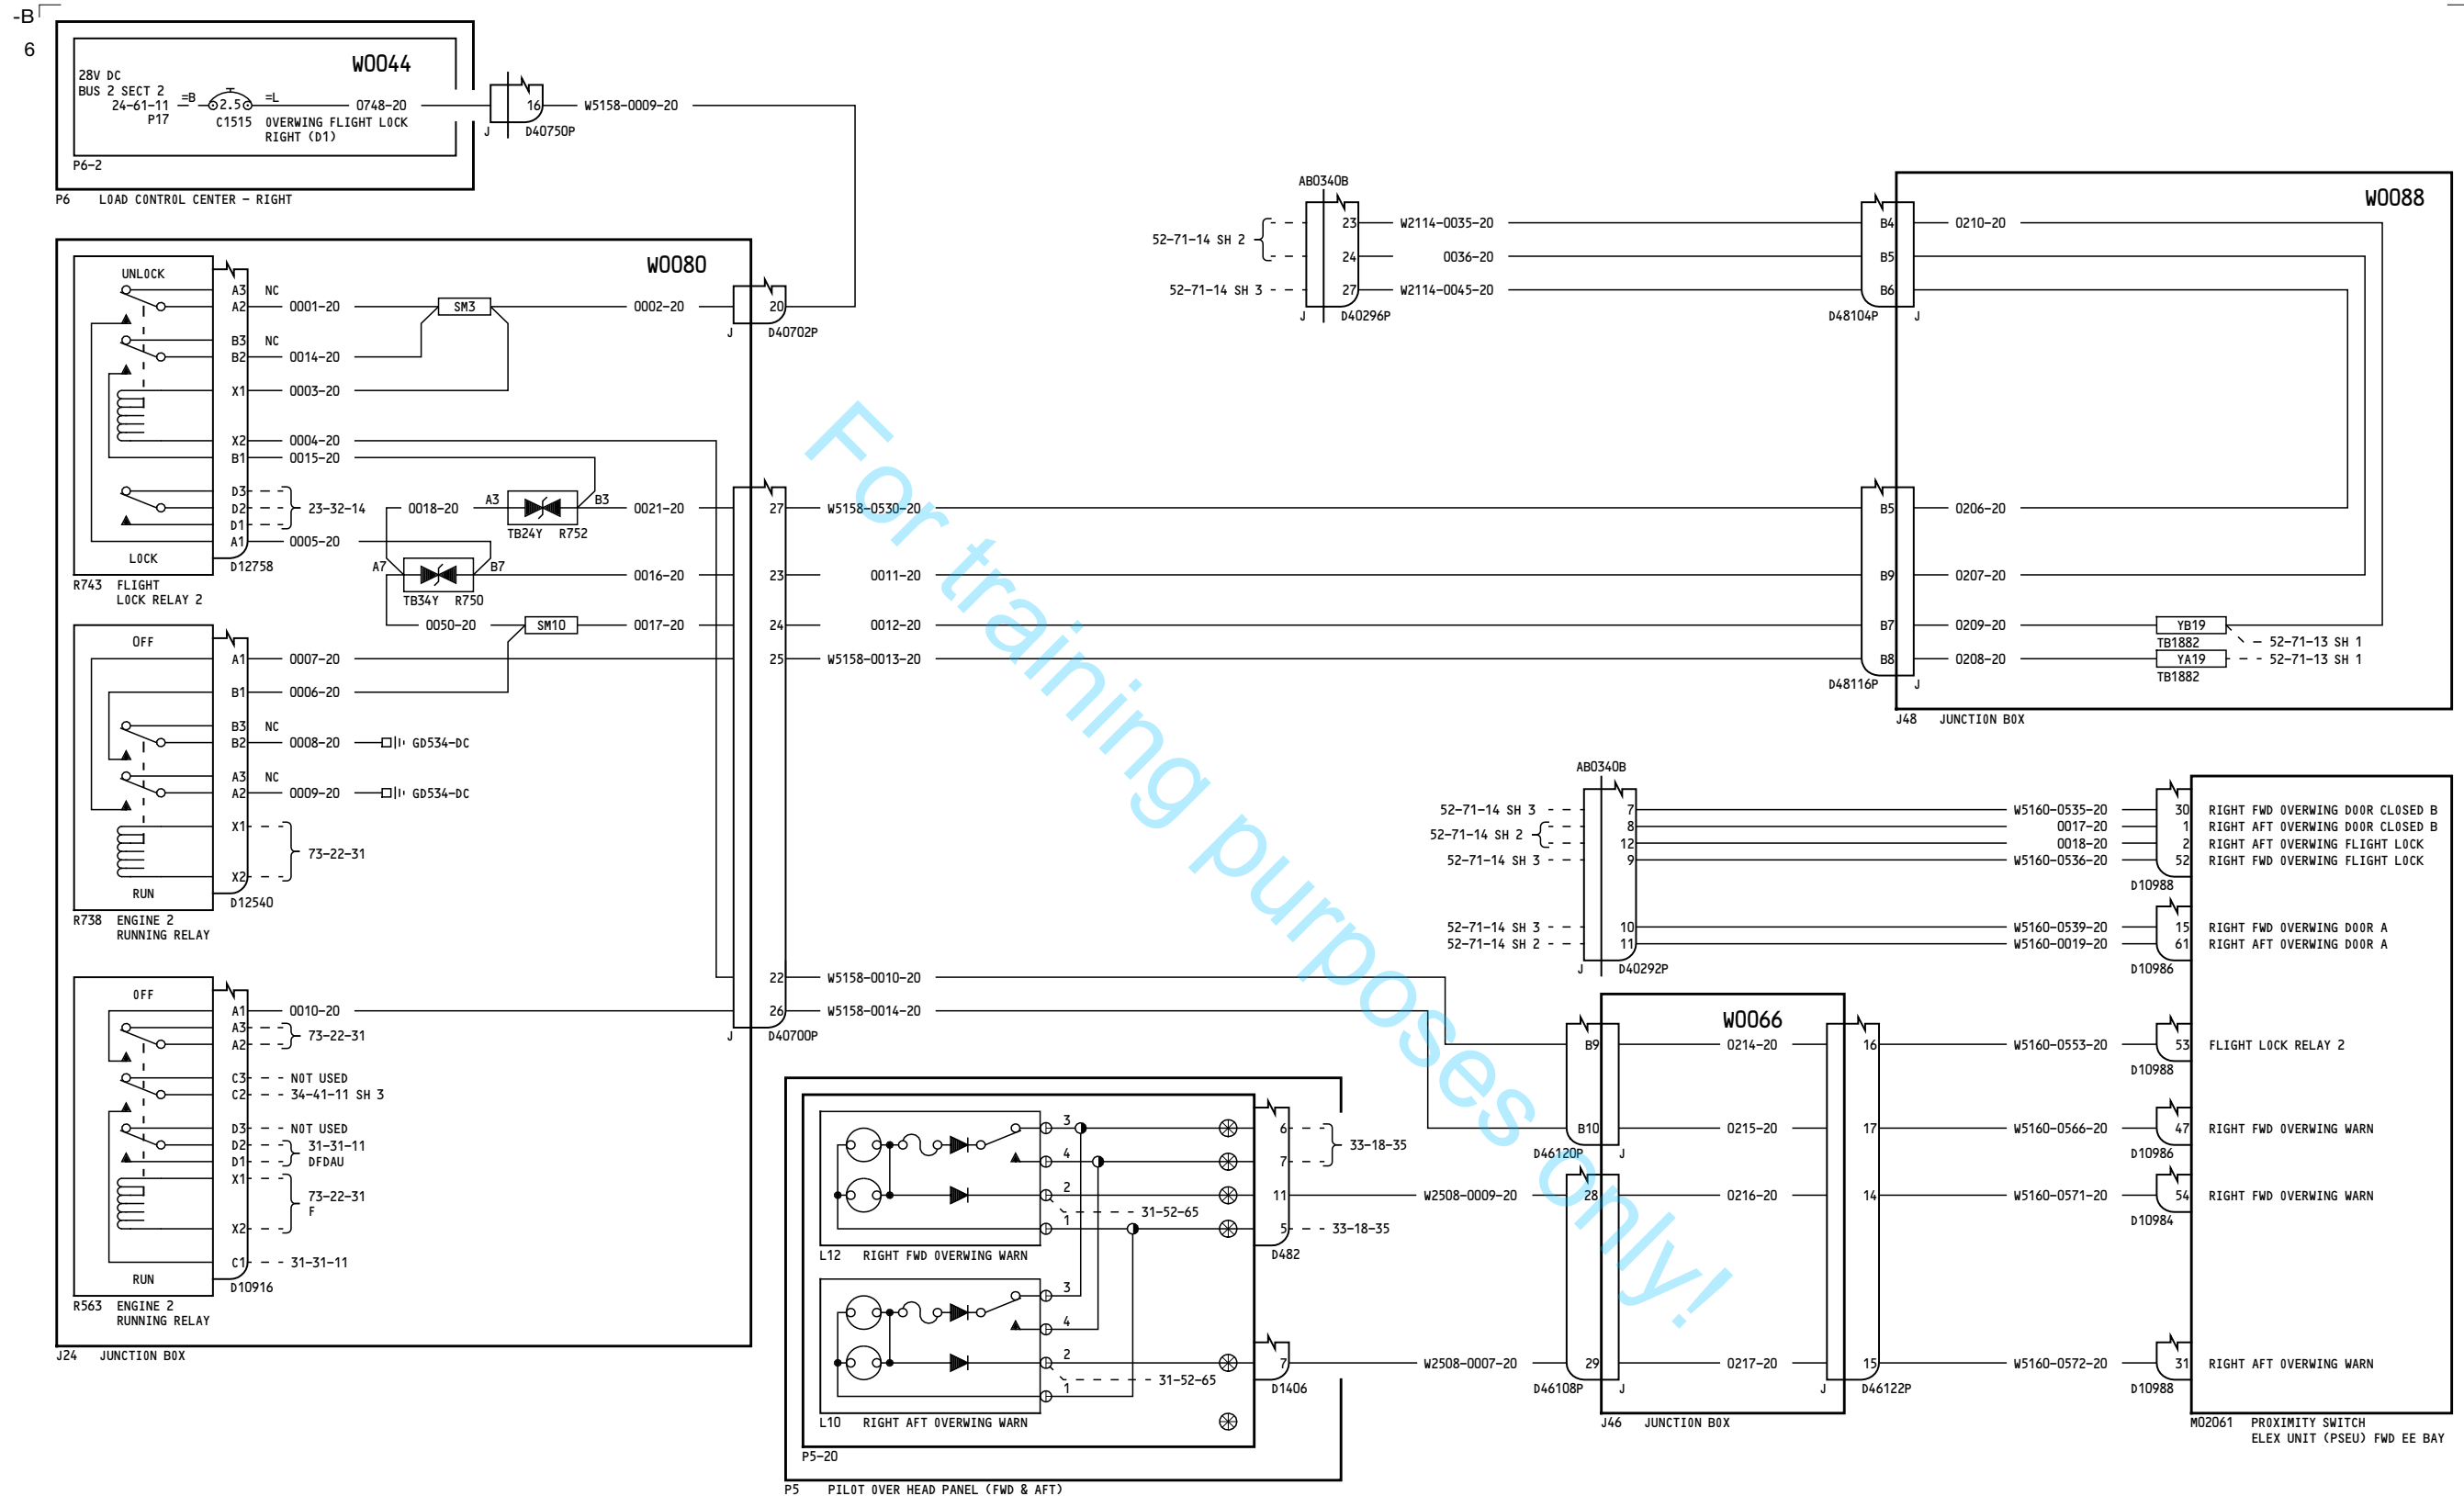 -B
6
W0044
28V DC
BUS 2 SECT 2
24-61-11 =B 2.5 =L 0748-20
P17 C1515 OVERWING FLIGHT LOCK
RIGHT (D1)
P6-2
P6 LOAD CONTROL CENTER - RIGHT
16 W5158-0009-20
J D40750P
W0080
UNLOCK
A3 NC
A2 0001-20 SM3 0002-20 20
J D40702P
B3 NC
B2 0014-20
X1 0003-20
X2 0004-20
B1 0015-20
D3
D2 23-32-14
D1
A1 0005-20
LOCK
D12758
R743 FLIGHT
LOCK RELAY 2
0018-20 A3 B3 0021-20 27 W5158-0530-20
TB24Y R752
A7 B7 0016-20 23 0011-20
TB34Y R750
0050-20 SM10 0017-20 24 0012-20
OFF
A1 0007-20 25 W5158-0013-20
B1 0006-20
B3 NC
B2 0008-20 GD534-DC
A3 NC
A2 0009-20 GD534-DC
X1
73-22-31
X2
RUN
D12540
R738 ENGINE 2
RUNNING RELAY
22 W5158-0010-20
OFF
A1 0010-20 26 W5158-0014-20
J D40700P
A3
73-22-31
A2
C3 NOT USED
C2 34-41-11 SH 3
D3 NOT USED
D2 31-31-11
D1 DFDAU
X1
73-22-31
F
X2
C1 31-31-11
RUN
D10916
R563 ENGINE 2
RUNNING RELAY
J24 JUNCTION BOX
AB0340B
52-71-14 SH 2
23 W2114-0035-20 B4 0210-20
24 0036-20 B5
52-71-14 SH 3 27 W2114-0045-20 B6
J D40296P
D48104P J
W0088
B5 0206-20
B9 0207-20
B7 0209-20 YB19
TB1882 52-71-13 SH 1
B8 0208-20 YA19 52-71-13 SH 1
TB1882
D48116P J
J48 JUNCTION BOX
AB0340B
52-71-14 SH 3 7 W5160-0535-20 30 RIGHT FWD OVERWING DOOR CLOSED B
52-71-14 SH 2
8 0017-20 1 RIGHT AFT OVERWING DOOR CLOSED B
12 0018-20 2 RIGHT AFT OVERWING FLIGHT LOCK
52-71-14 SH 3 9 W5160-0536-20 52 RIGHT FWD OVERWING FLIGHT LOCK
D10988
52-71-14 SH 3 10 W5160-0539-20 15 RIGHT FWD OVERWING DOOR A
52-71-14 SH 2 11 W5160-0019-20 61 RIGHT AFT OVERWING DOOR A
J D40292P
D10986
W0066
B9 0214-20 16 W5160-0553-20 53 FLIGHT LOCK RELAY 2
D10988
B10 0215-20 17 W5160-0566-20 47 RIGHT FWD OVERWING WARN
D46120P J
D10986
3 6
33-18-35
4 7
2 11 W2508-0009-20 28 0216-20 14 W5160-0571-20 54 RIGHT FWD OVERWING WARN
31-52-65
D10984
1 5 33-18-35
L12 RIGHT FWD OVERWING WARN
D482
3
4
2 7 W2508-0007-20 29 0217-20 15 W5160-0572-20 31 RIGHT AFT OVERWING WARN
31-52-65
D1406
1
D46108P J
J D46122P
D10988
L10 RIGHT AFT OVERWING WARN
P5-20
P5 PILOT OVER HEAD PANEL (FWD & AFT)
J46 JUNCTION BOX
M02061 PROXIMITY SWITCH
ELEX UNIT (PSEU) FWD EE BAY
For training purposes only!